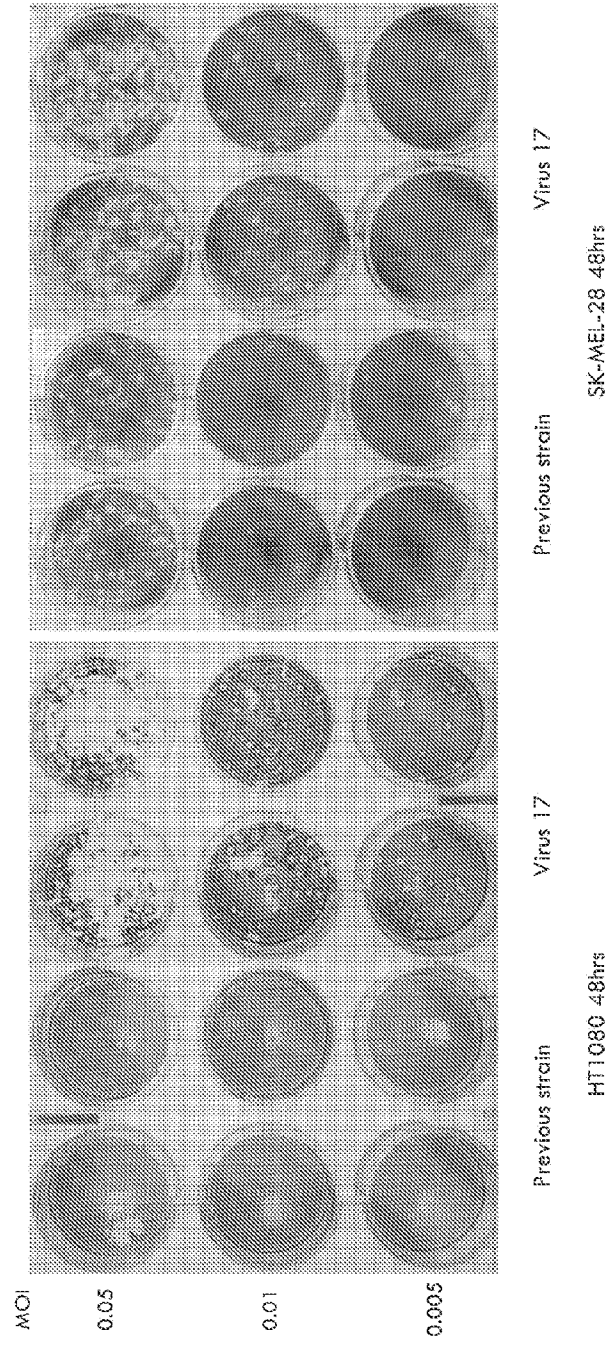 MOI
0.05
0.01
0.005
Previous strain
Virus 17
Previous strain
Virus 17
HT1080 48hrs
SK-MEL-28 48hrs